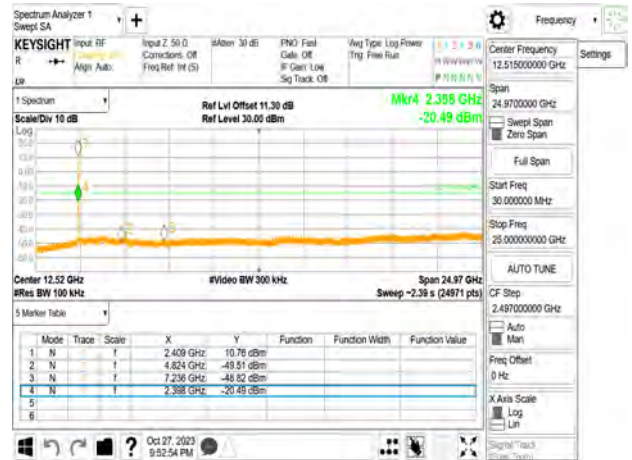 Spectrum Analyzer 1
Swept SA
+
Frequency
KEYSIGHT
R
Input: RF
Align: Auto
Input Z: 50 Ω
Corrections: Off
Freq Ref: Int (S)
#Atten: 30 dB
PNO: Fast
Gate: Off
IF Gain: Low
Sig Track: Off
Avg Type: Log-Power
Trig: Free Run
1 Spectrum
Scale/Div 10 dB
Log
Ref Lvl Offset 11.30 dB
Ref Level 30.00 dBm
Mkr4 2.398 GHz
-20.49 dBm
Center 12.52 GHz
#Res BW 100 kHz
#Video BW 300 kHz
Span 24.97 GHz
Sweep ~2.39 s (24971 pts)
5 Marker Table
Mode Trace Scale X Y Function Function Width Function Value
1 N f 2.409 GHz 10.76 dBm
2 N f 4.824 GHz -49.51 dBm
3 N f 7.236 GHz -48.82 dBm
4 N f 2.398 GHz -20.49 dBm
5
6
Oct 27, 2023
9:52:54 PM
Center Frequency
12.515000000 GHz
Settings
Span
24.9700000 GHz
Swept Span
Zero Span
Full Span
Start Freq
30.000000 MHz
Stop Freq
25.000000000 GHz
AUTO TUNE
CF Step
2.497000000 GHz
Auto
Man
Freq Offset
0 Hz
X Axis Scale
Log
Lin
Signal Track